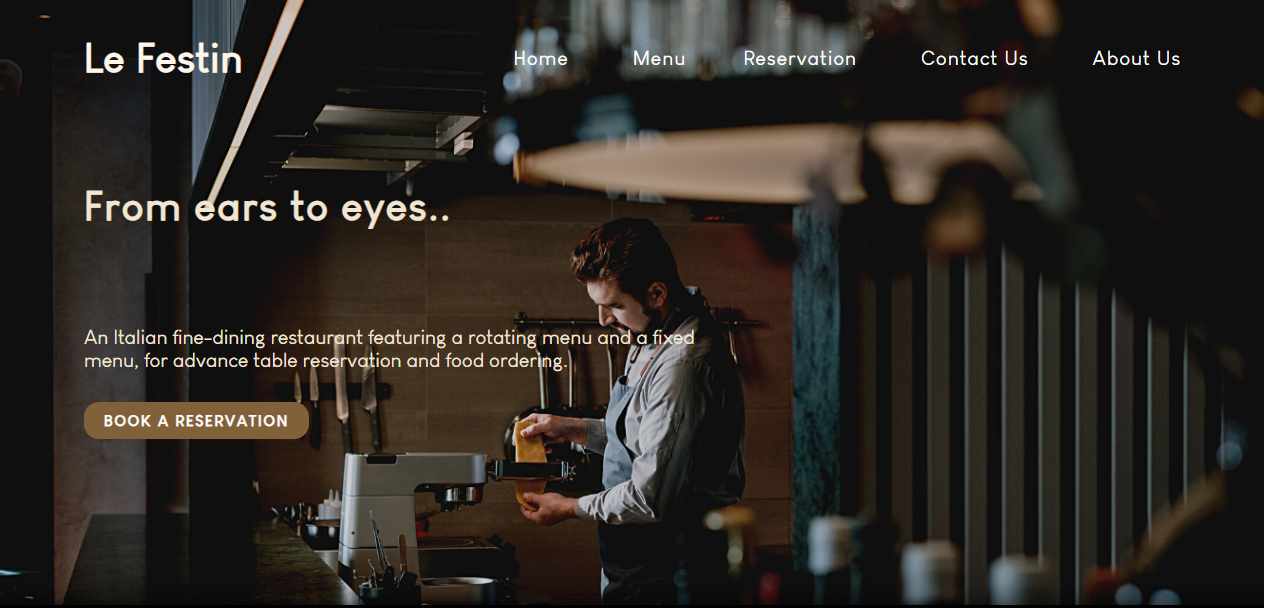 Le Festin
Home
Menu
Reservation
Contact Us
About Us
From ears to eyes..
An Italian fine-dining restaurant featuring a rotating menu and a fixed
menu, for advance table reservation and food ordering.
BOOK A RESERVATION